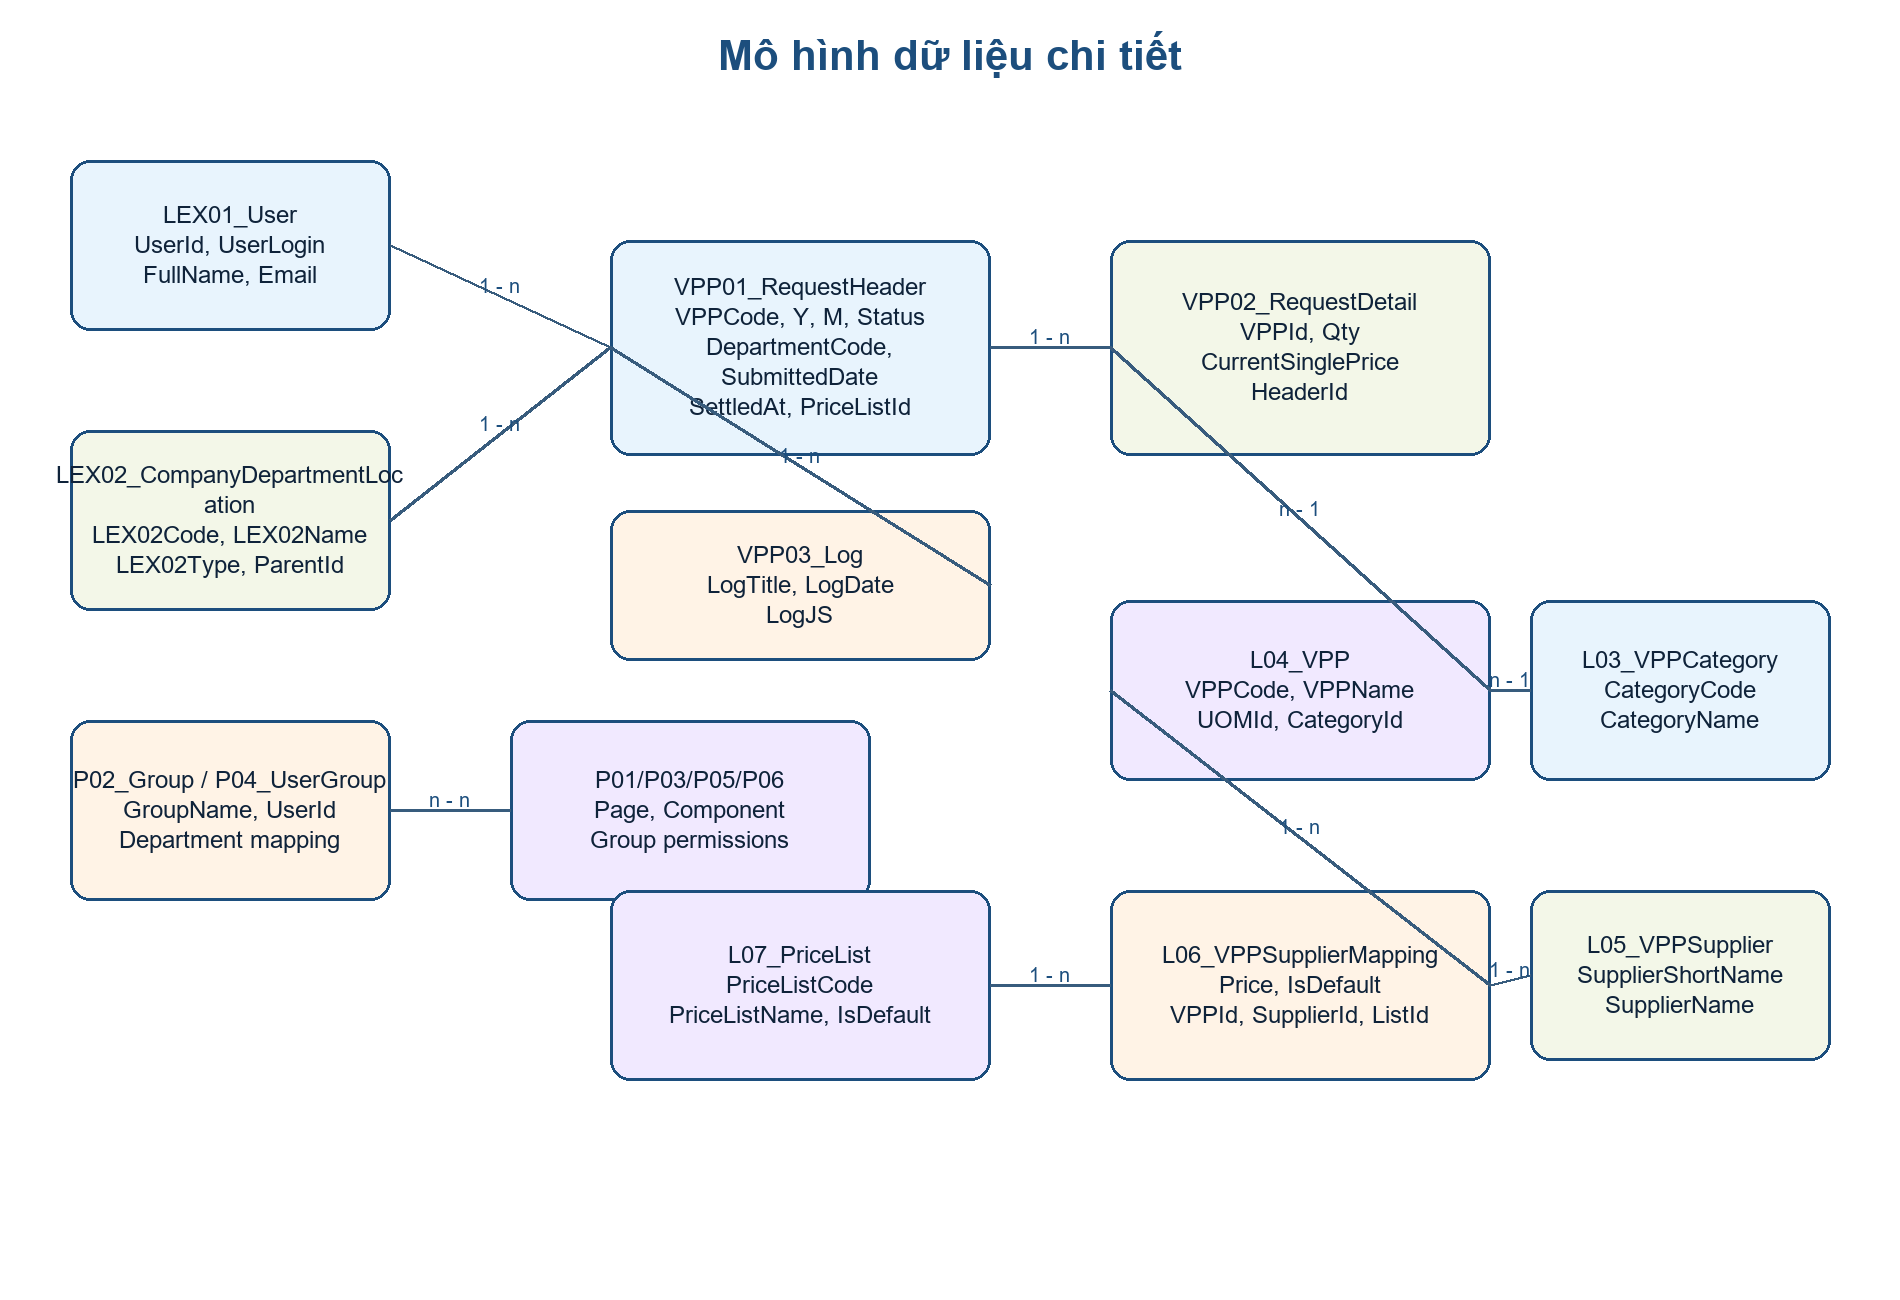 Mô hình dữ liệu chi tiết
LEX01_User
UserId, UserLogin
FullName, Email
1 - n
VPP01_RequestHeader
VPPCode, Y, M, Status
DepartmentCode,
SubmittedDate
SettledAt, PriceListId
1 - n
VPP02_RequestDetail
VPPId, Qty
CurrentSinglePrice
HeaderId
1 - n
LEX02_CompanyDepartmentLoc
ation
LEX02Code, LEX02Name
LEX02Type, ParentId
1 - n
VPP03_Log
LogTitle, LogDate
LogJS
n - 1
L04_VPP
VPPCode, VPPName
UOMId, CategoryId
n - 1
L03_VPPCategory
CategoryCode
CategoryName
P02_Group / P04_UserGroup
GroupName, UserId
Department mapping
n - n
P01/P03/P05/P06
Page, Component
Group permissions
1 - n
L07_PriceList
PriceListCode
PriceListName, IsDefault
1 - n
L06_VPPSupplierMapping
Price, IsDefault
VPPId, SupplierId, ListId
1 - n
L05_VPPSupplier
SupplierShortName
SupplierName